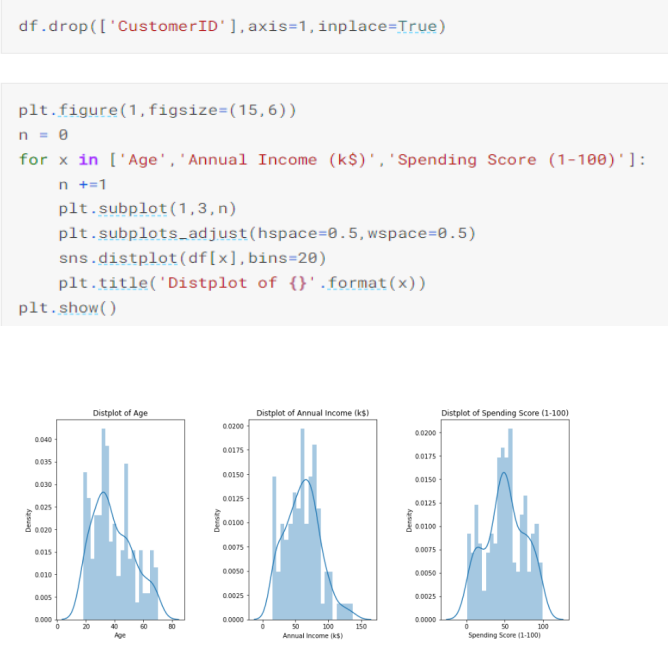 df.drop(['CustomerID'],axis=1,inplace=True)
plt.figure(1,figsize=(15,6))
n = 0
for x in ['Age','Annual Income (k$)','Spending Score (1-100)']:
    n +=1
    plt.subplot(1,3,n)
    plt.subplots_adjust(hspace=0.5,wspace=0.5)
    sns.distplot(df[x],bins=20)
    plt.title('Distplot of {}'.format(x))
plt.show()
Distplot of Age
0.040
0.035
0.030
0.025
0.020
0.015
0.010
0.005
0.000
Density
0 20 40 60 80
Age
Distplot of Annual Income (k$)
0.0200
0.0175
0.0150
0.0125
0.0100
0.0075
0.0050
0.0025
0.0000
Density
0 50 100 150
Annual Income (k$)
Distplot of Spending Score (1-100)
0.0200
0.0175
0.0150
0.0125
0.0100
0.0075
0.0050
0.0025
0.0000
Density
0 50 100
Spending Score (1-100)